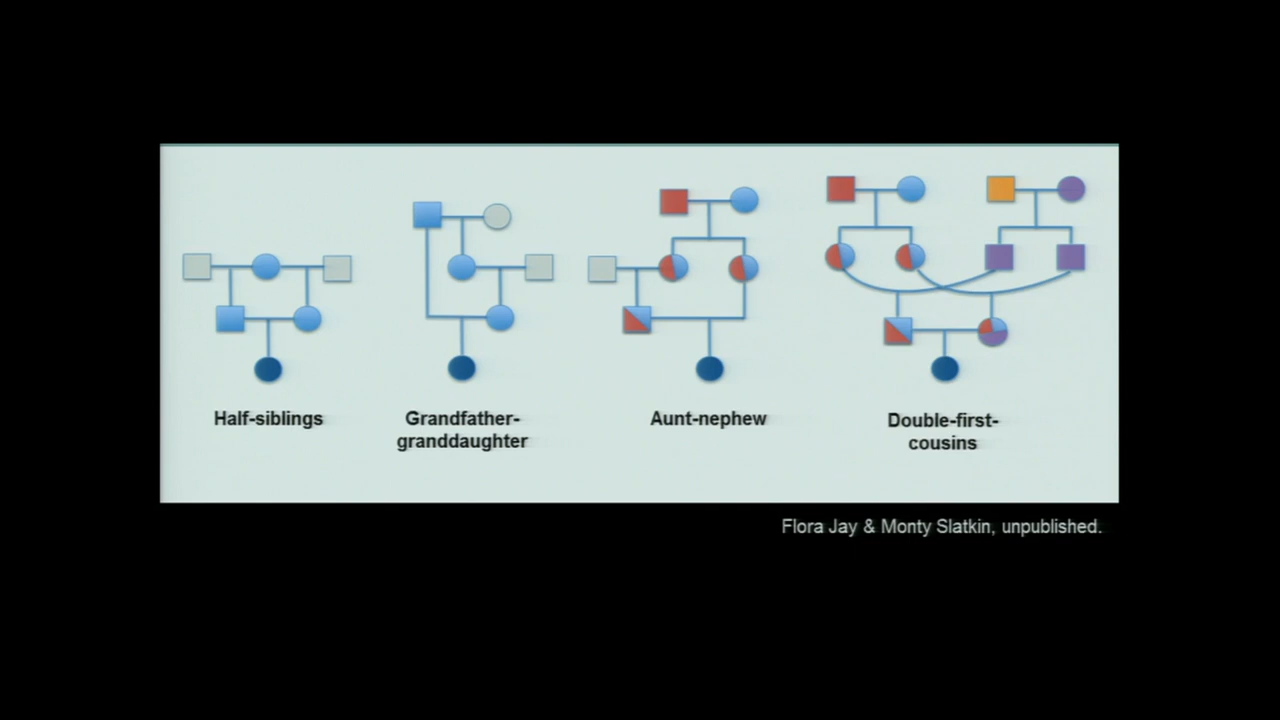 Half-siblings
Grandfather-
granddaughter
Aunt-nephew
Double-first-
cousins
Flora Jay & Monty Slatkin, unpublished.